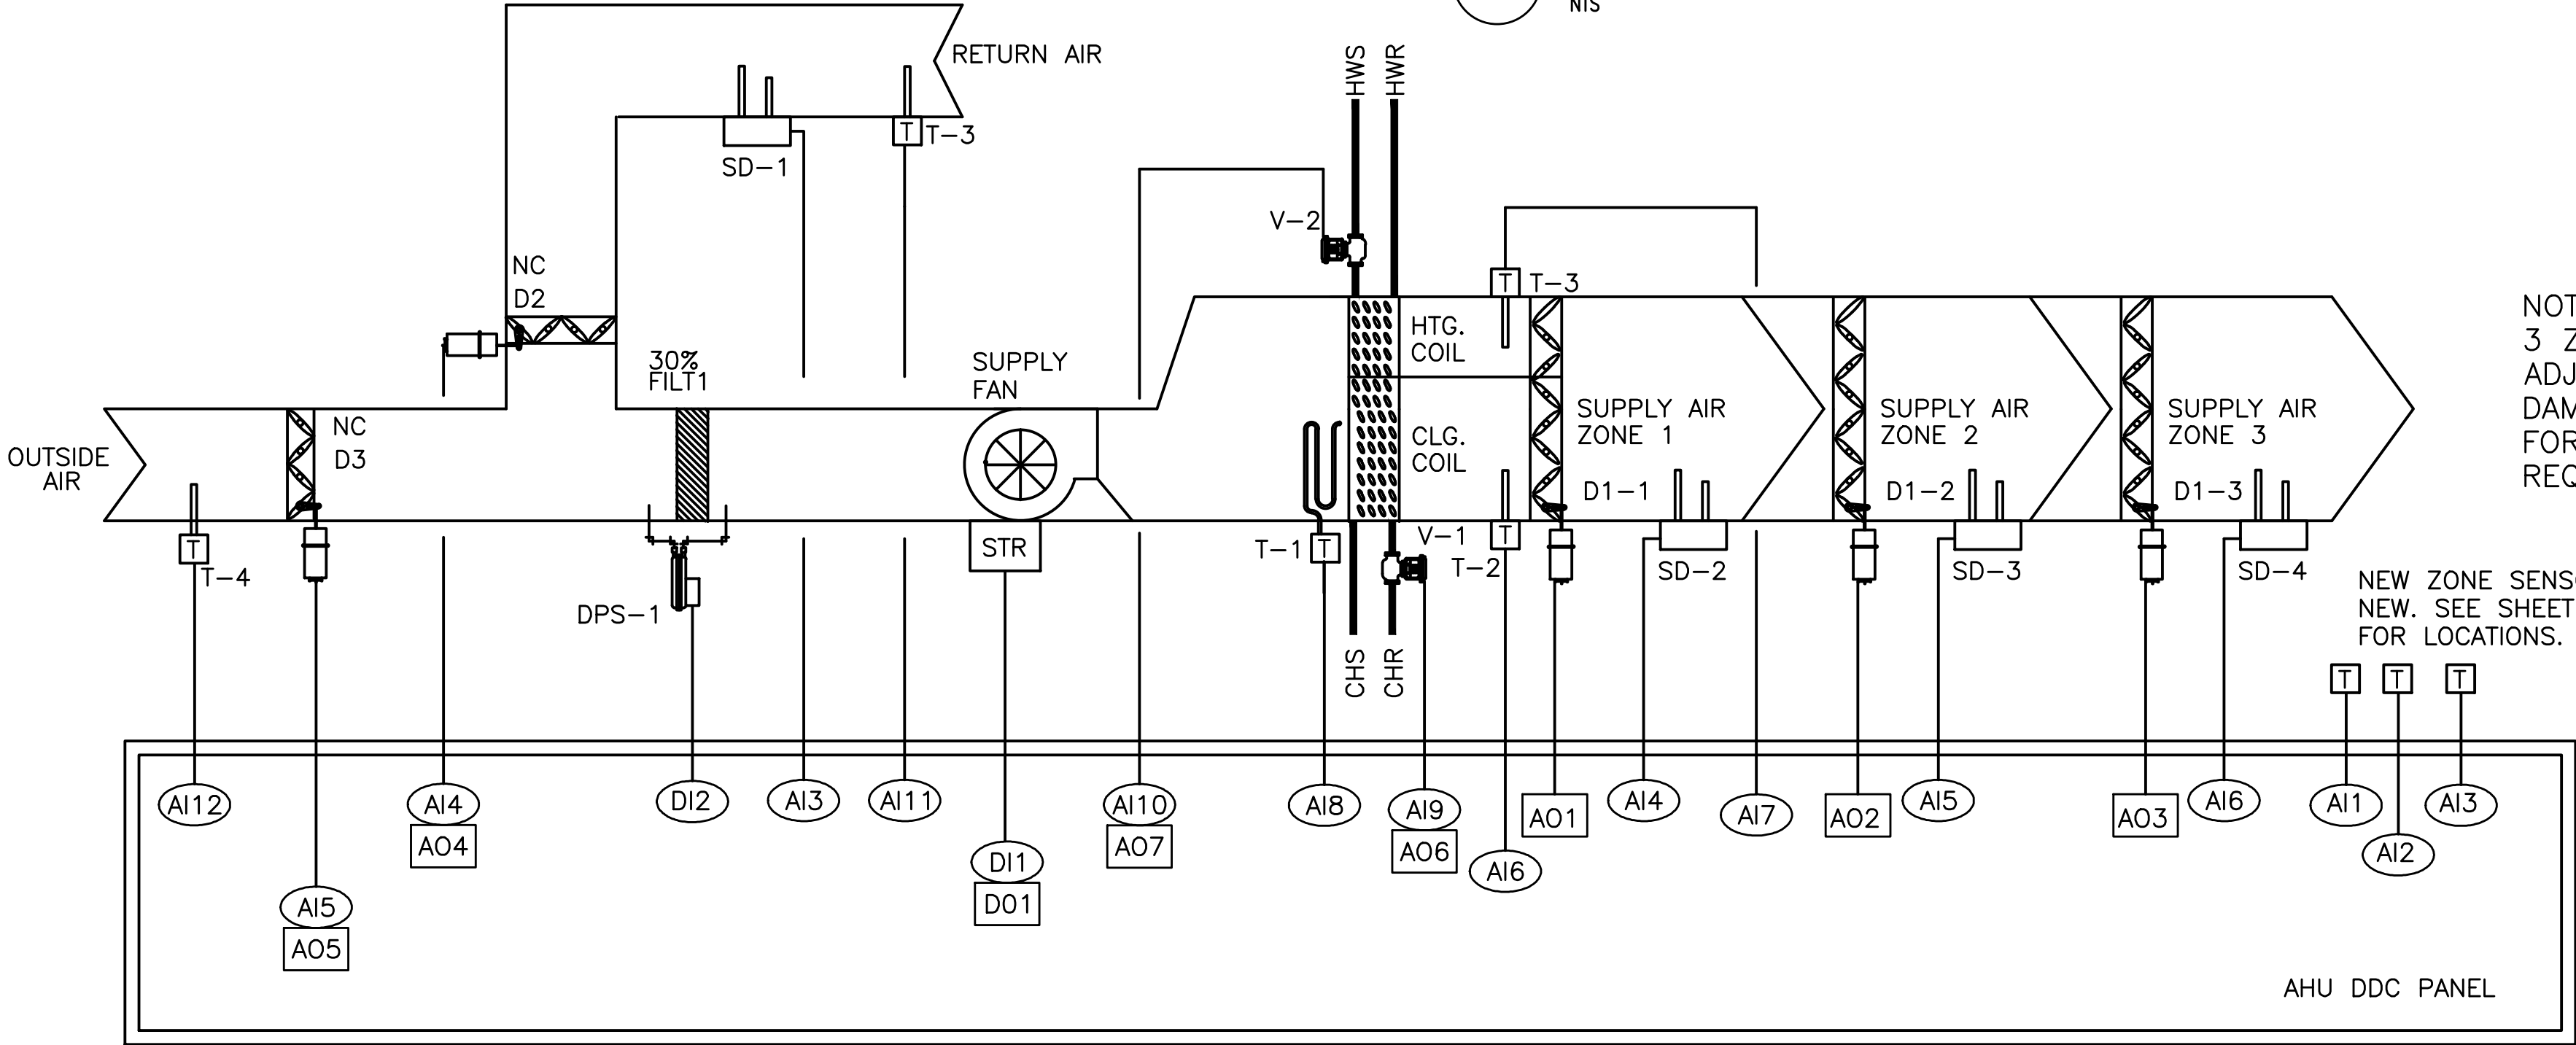 NTS
RETURN AIR
HWS
HWR
T
T-3
SD-1
V-2
NC
D2
T
T-3
HTG.
COIL
30%
FILT1
SUPPLY
FAN
NC
D3
OUTSIDE
AIR
CLG.
COIL
SUPPLY AIR
ZONE 1
SUPPLY AIR
ZONE 2
SUPPLY AIR
ZONE 3
D1-1
D1-2
D1-3
3
FOR
T
T-4
DPS-1
STR
T-1
T
V-1
T
T-2
SD-2
SD-3
SD-4
NEW ZONE
NEW. SEE SHEET
FOR LOCATIONS.
CHS
CHR
T
T
T
AI12
AI5
AO5
AI4
AO4
DI2
AI3
AI11
DI1
DO1
AI10
AO7
AI8
AI9
AO6
AI6
AO1
AI4
AI7
AO2
AI5
AO3
AI6
AI1
AI2
AI3
AHU DDC PANEL